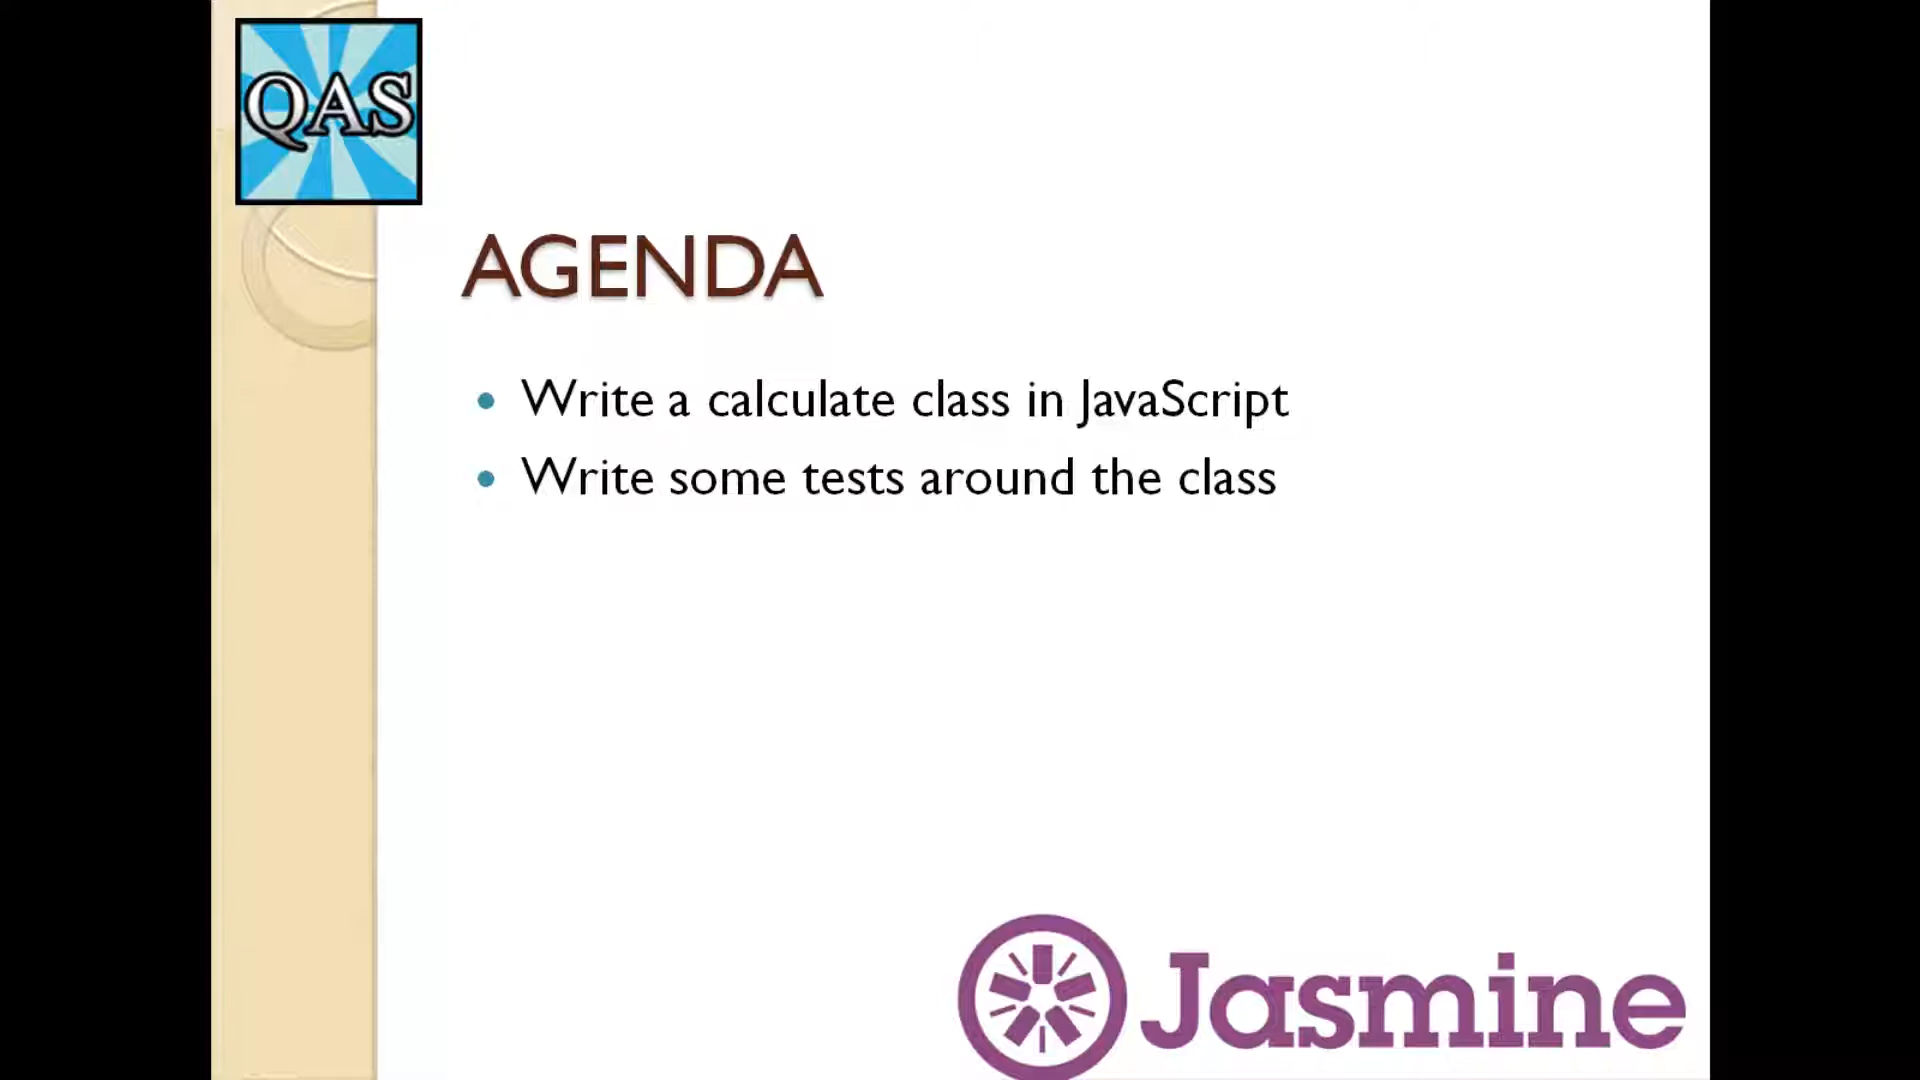 QAS
AGENDA
• Write a calculate class in JavaScript
• Write some tests around the class
Jasmine